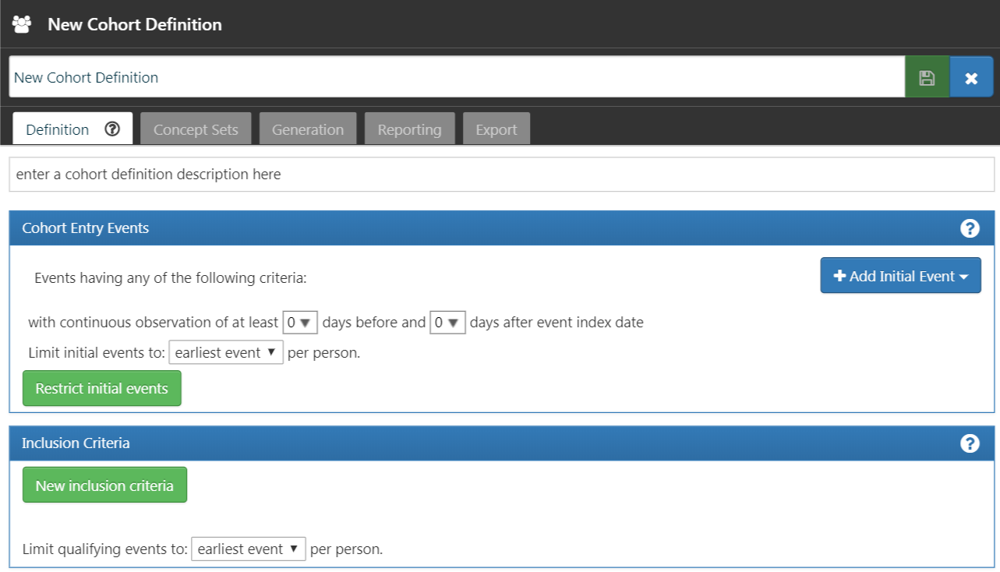 New Cohort Definition
New Cohort Definition
Definition ? Concept Sets Generation Reporting Export
enter a cohort definition description here
Cohort Entry Events ?
Events having any of the following criteria: + Add Initial Event
with continuous observation of at least 0 ▼ days before and 0 ▼ days after event index date
Limit initial events to: earliest event ▼ per person.
Restrict initial events
Inclusion Criteria ?
New inclusion criteria
Limit qualifying events to: earliest event ▼ per person.